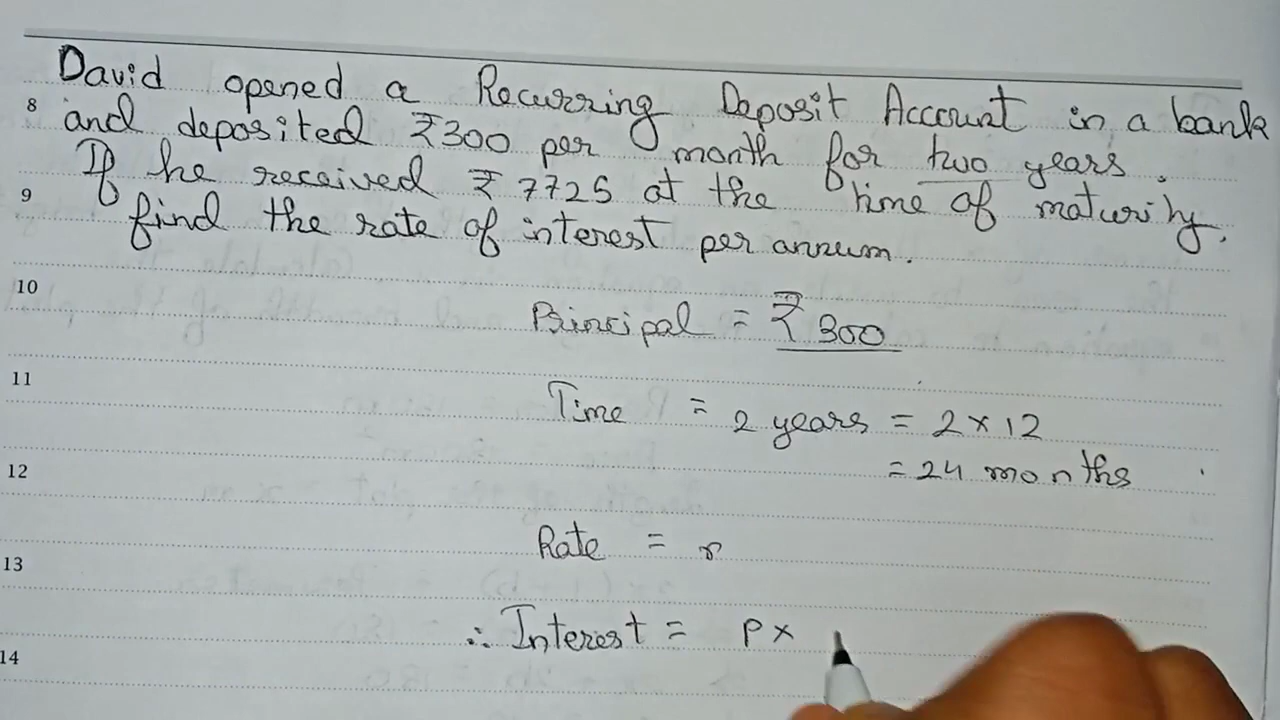 David opened a Recurring Deposit Account in a bank
8
and deposited ₹300 per month for two years.
If he received ₹7725 at the time of maturity.
9
find the rate of interest per annum.
10
Principal = ₹300
11
Time = 2 years = 2×12
= 24 months
12
Rate = r
13
∴ Interest = P×
14